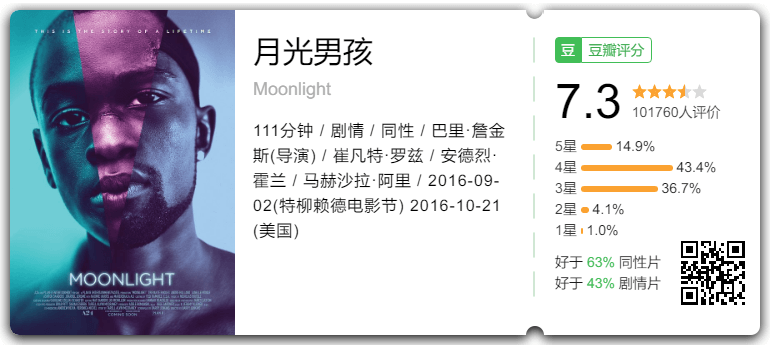 THIS IS THE STORY OF A LIFETIME
MOONLIGHT
A24
COMING SOON
月光男孩
Moonlight
111分钟 / 剧情 / 同性 / 巴里·詹金
斯(导演) / 崔凡特·罗兹 / 安德烈·
霍兰 / 马赫沙拉·阿里 / 2016-09-
02(特柳赖德电影节) 2016-10-21
(美国)
豆 豆瓣评分
7.3
101760人评价
5星 14.9%
4星 43.4%
3星 36.7%
2星 4.1%
1星 1.0%
好于 63% 同性片
好于 43% 剧情片